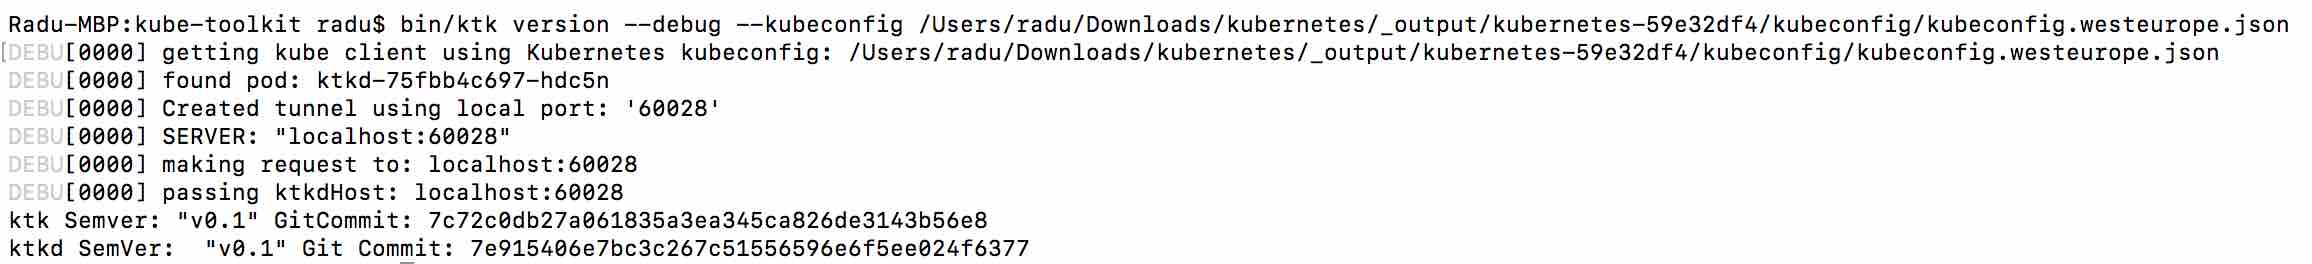 Radu-MBP:kube-toolkit radu$ bin/ktk version --debug --kubeconfig /Users/radu/Downloads/kubernetes/_output/kubernetes-59e32df4/kubeconfig/kubeconfig.westeurope.json
[DEBU[0000] getting kube client using Kubernetes kubeconfig: /Users/radu/Downloads/kubernetes/_output/kubernetes-59e32df4/kubeconfig/kubeconfig.westeurope.json
DEBU[0000] found pod: ktkd-75fbb4c697-hdc5n
DEBU[0000] Created tunnel using local port: '60028'
DEBU[0000] SERVER: "localhost:60028"
DEBU[0000] making request to: localhost:60028
DEBU[0000] passing ktkdHost: localhost:60028
ktk Semver: "v0.1" GitCommit: 7c72c0db27a061835a3ea345ca826de3143b56e8
ktkd SemVer:  "v0.1" Git Commit: 7e915406e7bc3c267c51556596e6f5ee024f6377